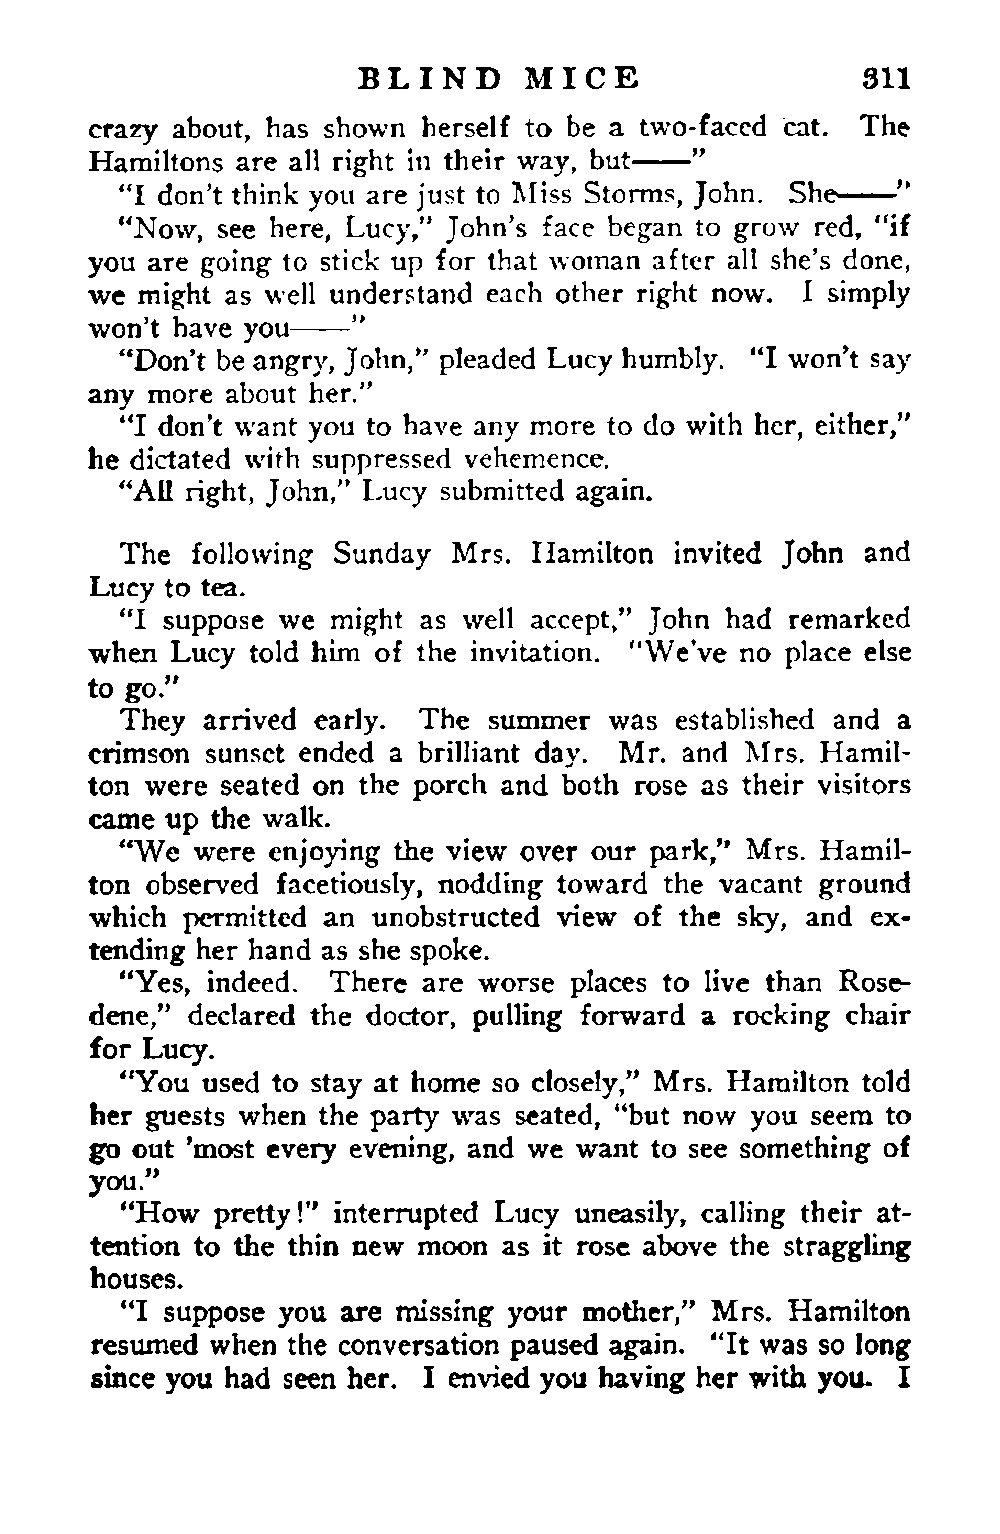 BLIND MICE 311
crazy about, has shown herself to be a two-faced cat. The
Hamiltons are all right in their way, but——”
“I don’t think you are just to Miss Storms, John. She——”
“Now, see here, Lucy,” John’s face began to grow red, “if
you are going to stick up for that woman after all she’s done,
we might as well understand each other right now. I simply
won’t have you——”
“Don’t be angry, John,” pleaded Lucy humbly. “I won’t say
any more about her.”
“I don’t want you to have any more to do with her, either,”
he dictated with suppressed vehemence.
“All right, John,” Lucy submitted again.
The following Sunday Mrs. Hamilton invited John and
Lucy to tea.
“I suppose we might as well accept,” John had remarked
when Lucy told him of the invitation. “We’ve no place else
to go.”
They arrived early. The summer was established and a
crimson sunset ended a brilliant day. Mr. and Mrs. Hamil-
ton were seated on the porch and both rose as their visitors
came up the walk.
“We were enjoying the view over our park,” Mrs. Hamil-
ton observed facetiously, nodding toward the vacant ground
which permitted an unobstructed view of the sky, and ex-
tending her hand as she spoke.
“Yes, indeed. There are worse places to live than Rose-
dene,” declared the doctor, pulling forward a rocking chair
for Lucy.
“You used to stay at home so closely,” Mrs. Hamilton told
her guests when the party was seated, “but now you seem to
go out ’most every evening, and we want to see something of
you.”
“How pretty!” interrupted Lucy uneasily, calling their at-
tention to the thin new moon as it rose above the straggling
houses.
“I suppose you are missing your mother,” Mrs. Hamilton
resumed when the conversation paused again. “It was so long
since you had seen her. I envied you having her with you. I